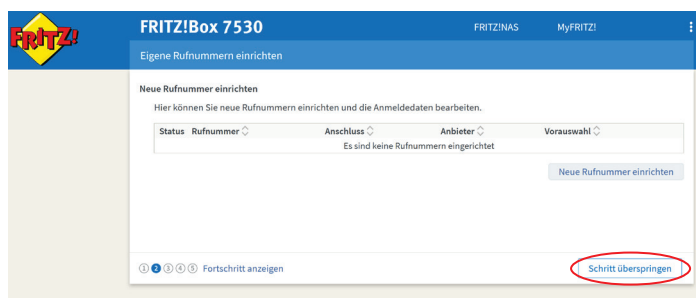 FRITZ!
FRITZ!Box 7530 FRITZ!NAS MyFRITZ!
Eigene Rufnummern einrichten
Neue Rufnummer einrichten
Hier können Sie neue Rufnummern einrichten und die Anmeldedaten bearbeiten.
Status Rufnummer Anschluss Anbieter Vorauswahl
Es sind keine Rufnummern eingerichtet
Neue Rufnummer einrichten
1 2 3 4 5 Fortschritt anzeigen Schritt überspringen